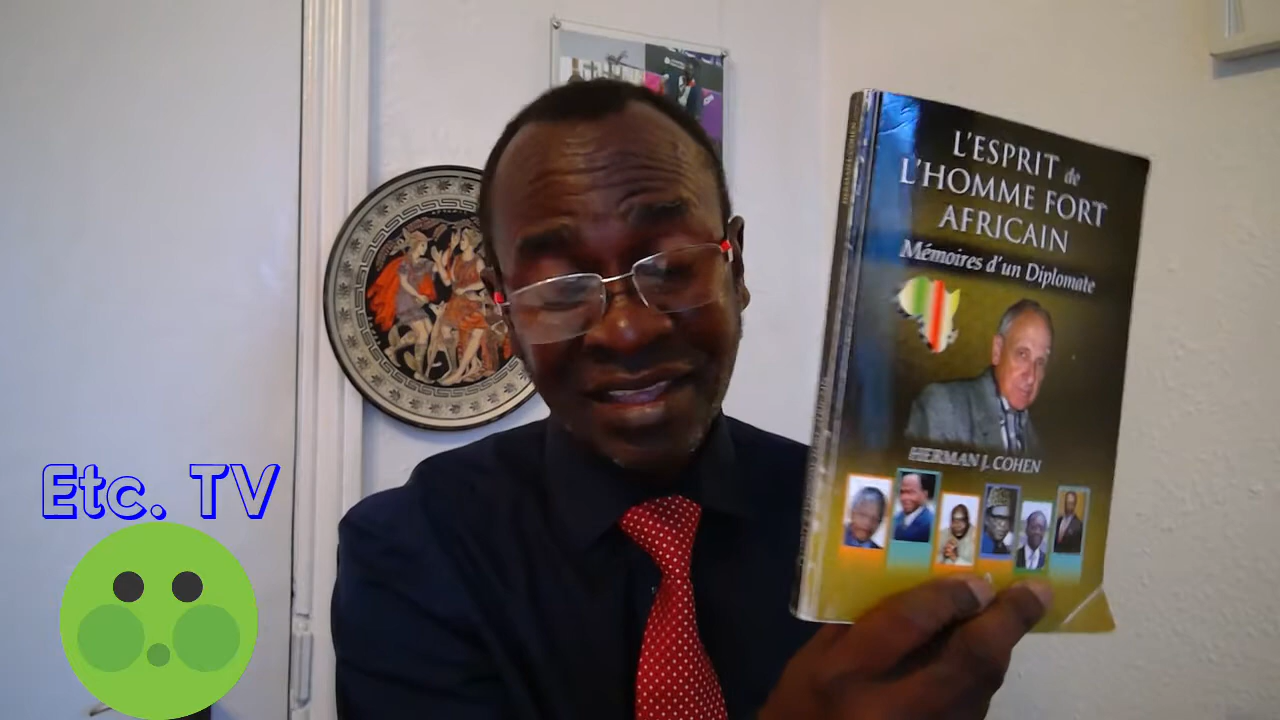 L'ESPRIT de
L'HOMME FORT
AFRICAIN
Mémoires d'un Diplomate
HERMAN J. COHEN
Etc. TV